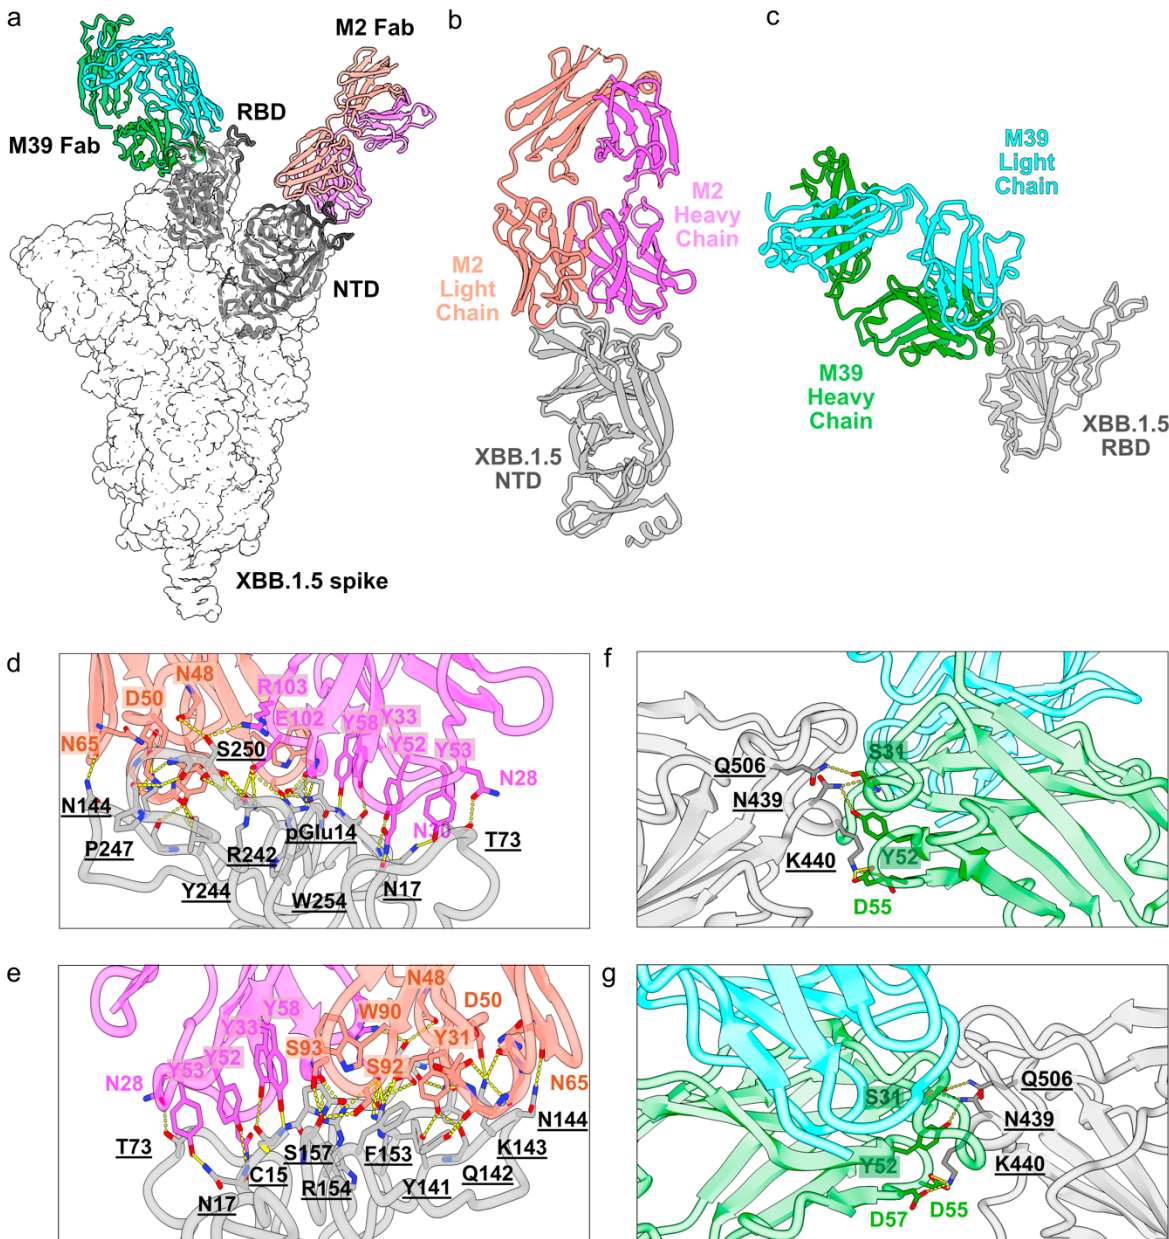 a
M2 Fab
RBD
M39 Fab
NTD
XBB.1.5 spike
b
M2
Heavy
Chain
M2
Light
Chain
XBB.1.5
NTD
c
M39
Light
Chain
M39
Heavy
Chain
XBB.1.5
RBD
d
N48
D50
R103
E102
Y58
Y33
S250
Y52
Y53
N65
N28
N144
pGlu14
N30
T73
P247
R242
Y244
N17
W254
f
Q506
S31
N439
K440
Y52
D55
e
N48
Y58
W90
D50
Y33
S93
Y31
Y52
S92
N28
Y53
N65
N144
T73
S157
F153
K143
C15
R154
Q142
N17
Y141
g
S31
Q506
N439
Y52
K440
D57
D55